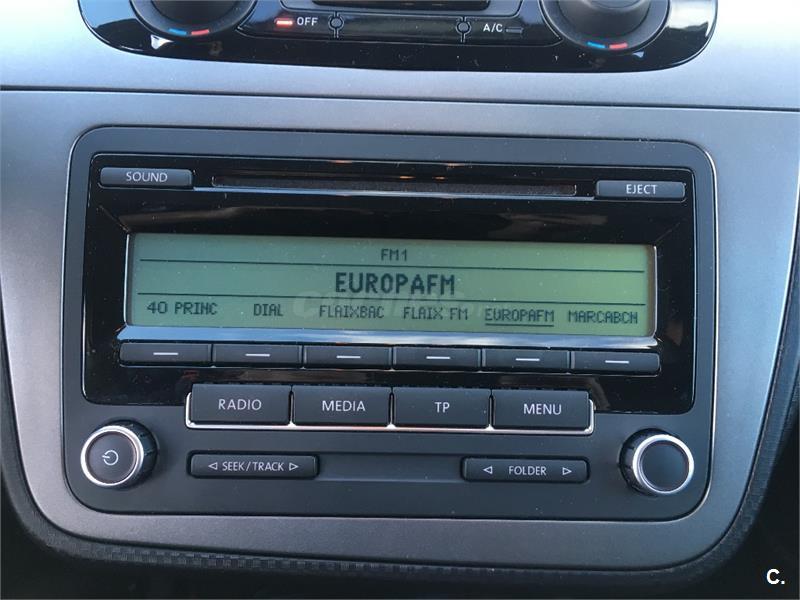 OFF A/C
SOUND EJECT
FM1
EUROPAFM
40 PRINC DIAL FLAIXBAC FLAIX FM EUROPAFM MARCABCN
RADIO MEDIA TP MENU
SEEK/TRACK FOLDER
C.